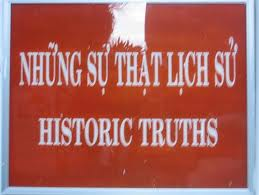 NHỮNG SỰ THẬT LỊCH SỬ
HISTORIC TRUTHS